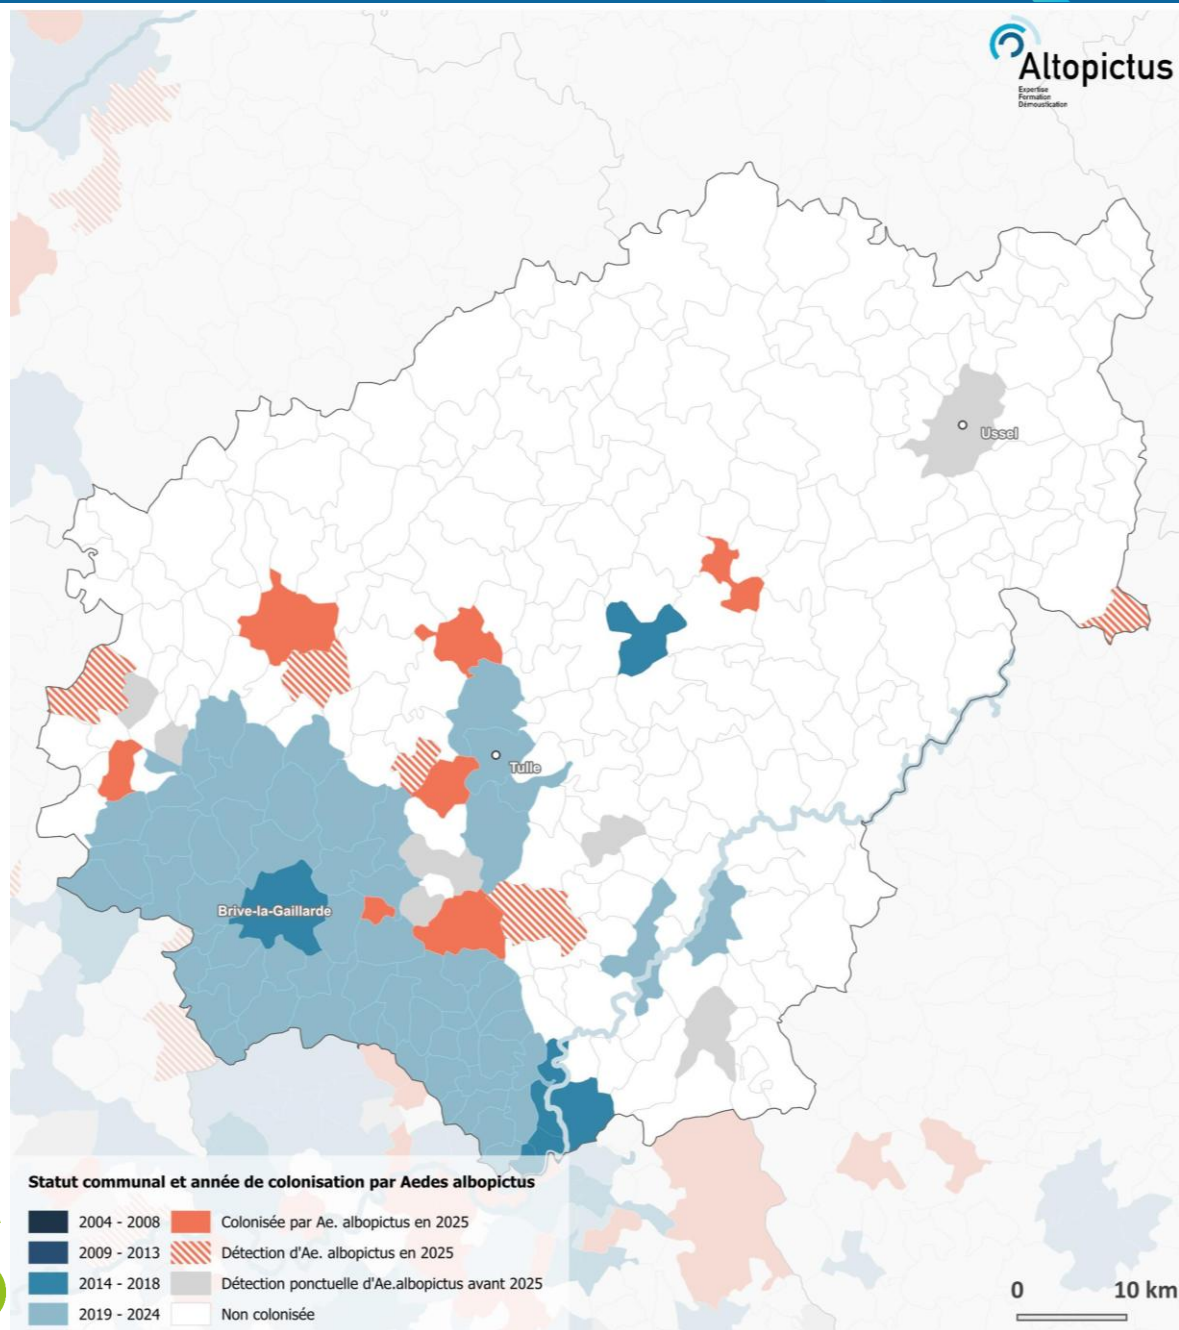 Altopictus
Expertise
Formation
Démoustication
Ussel
Tulle
Brive-la-Gaillarde
Statut communal et année de colonisation par Aedes albopictus
2004 - 2008 Colonisée par Ae. albopictus en 2025
2009 - 2013 Détection d'Ae. albopictus en 2025
2014 - 2018 Détection ponctuelle d'Ae.albopictus avant 2025
2019 - 2024 Non colonisée
0 10 km